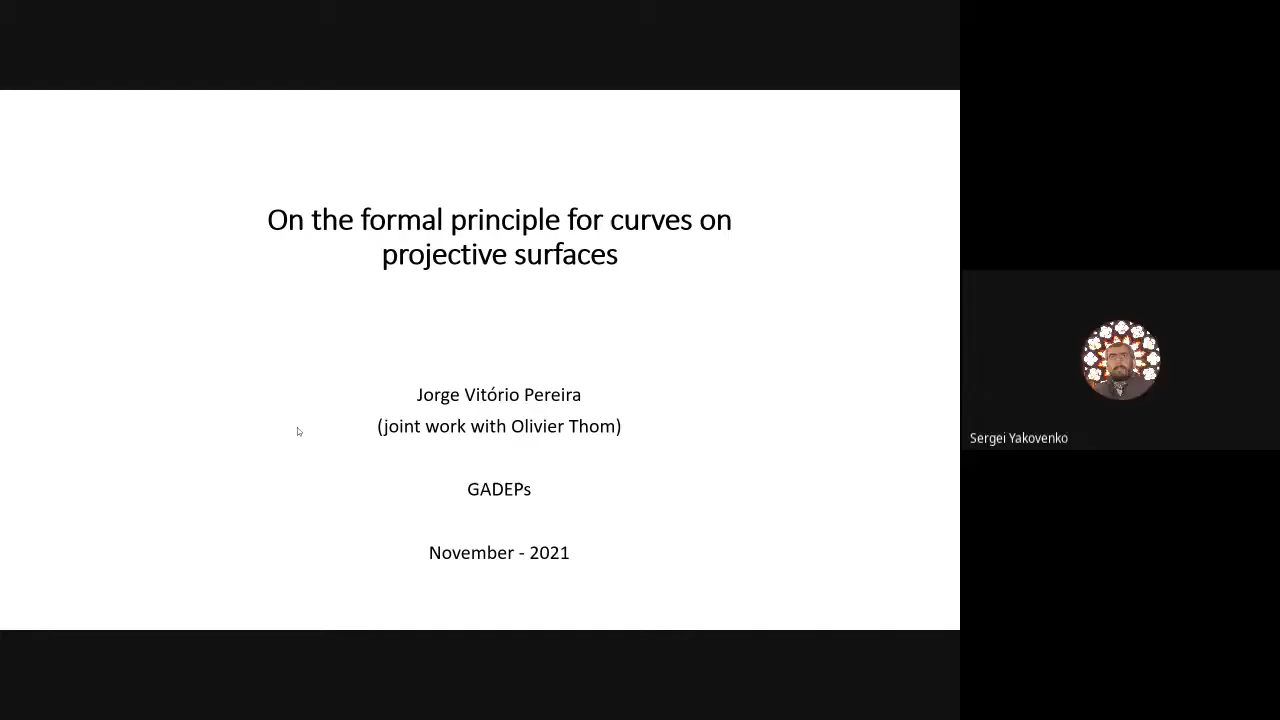 On the formal principle for curves on
projective surfaces
Jorge Vitório Pereira
(joint work with Olivier Thom)
GADEPs
November - 2021
Sergei Yakovenko